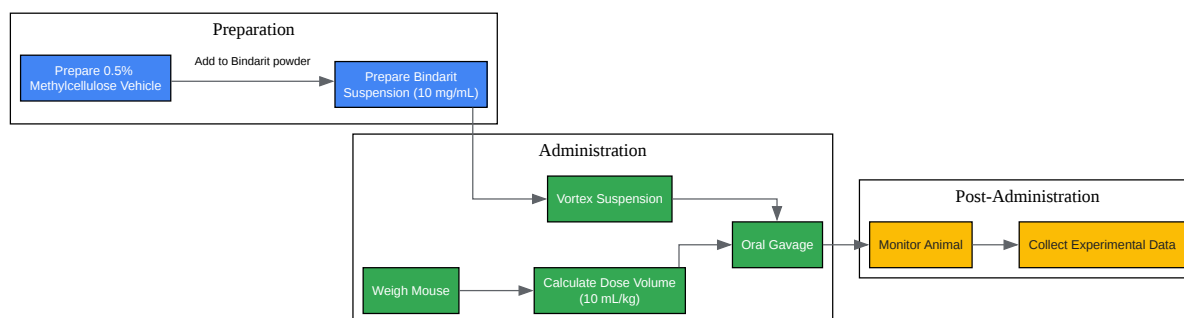 Preparation
Prepare 0.5%
Methylcellulose Vehicle
Add to Bindarit powder
Prepare Bindarit
Suspension (10 mg/mL)
Administration
Vortex Suspension
Oral Gavage
Weigh Mouse
Calculate Dose Volume
(10 mL/kg)
Post-Administration
Monitor Animal
Collect Experimental Data